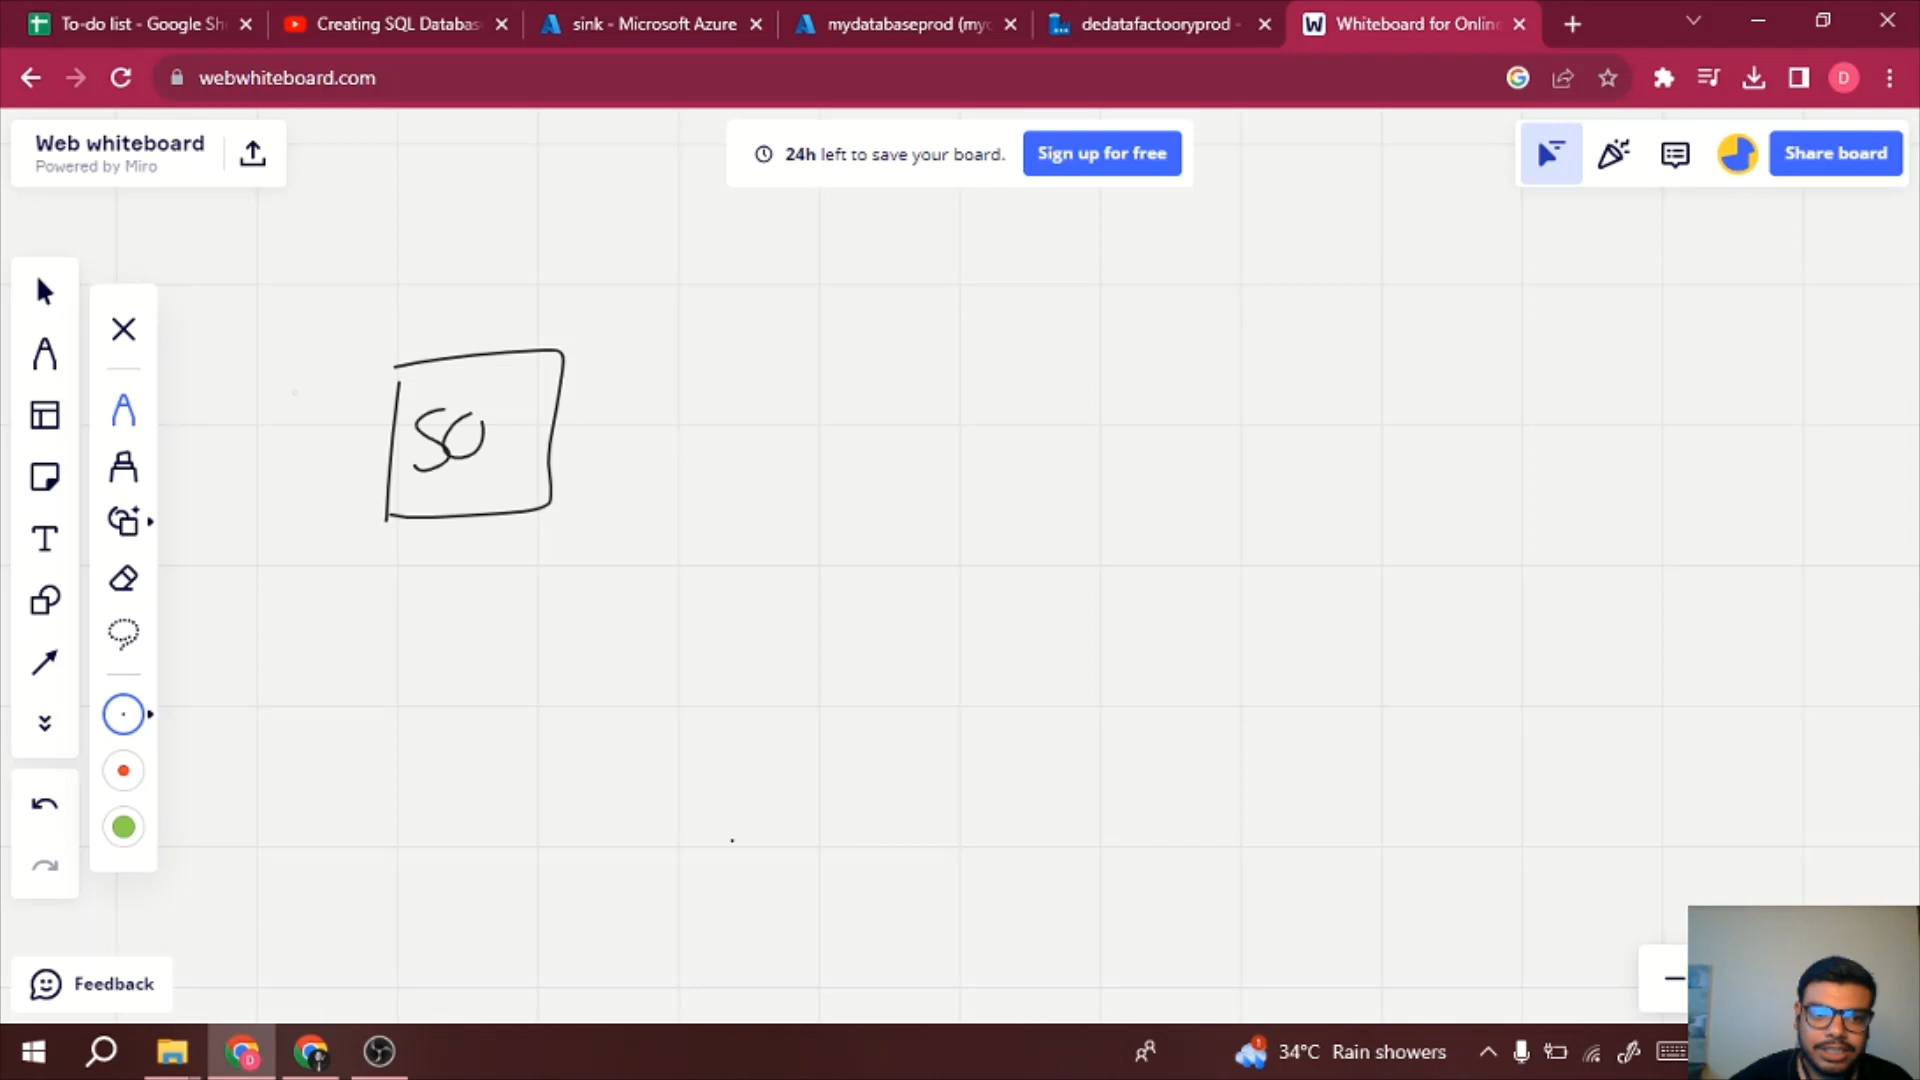 To-do list - Google Sh
Creating SQL Databas
sink - Microsoft Azure
mydatabaseprod (my
dedatafactooryprod -
Whiteboard for Online
webwhiteboard.com
D
Web whiteboard
Powered by Miro
24h left to save your board.
Sign up for free
Share board
SO
T
Feedback
34°C Rain showers